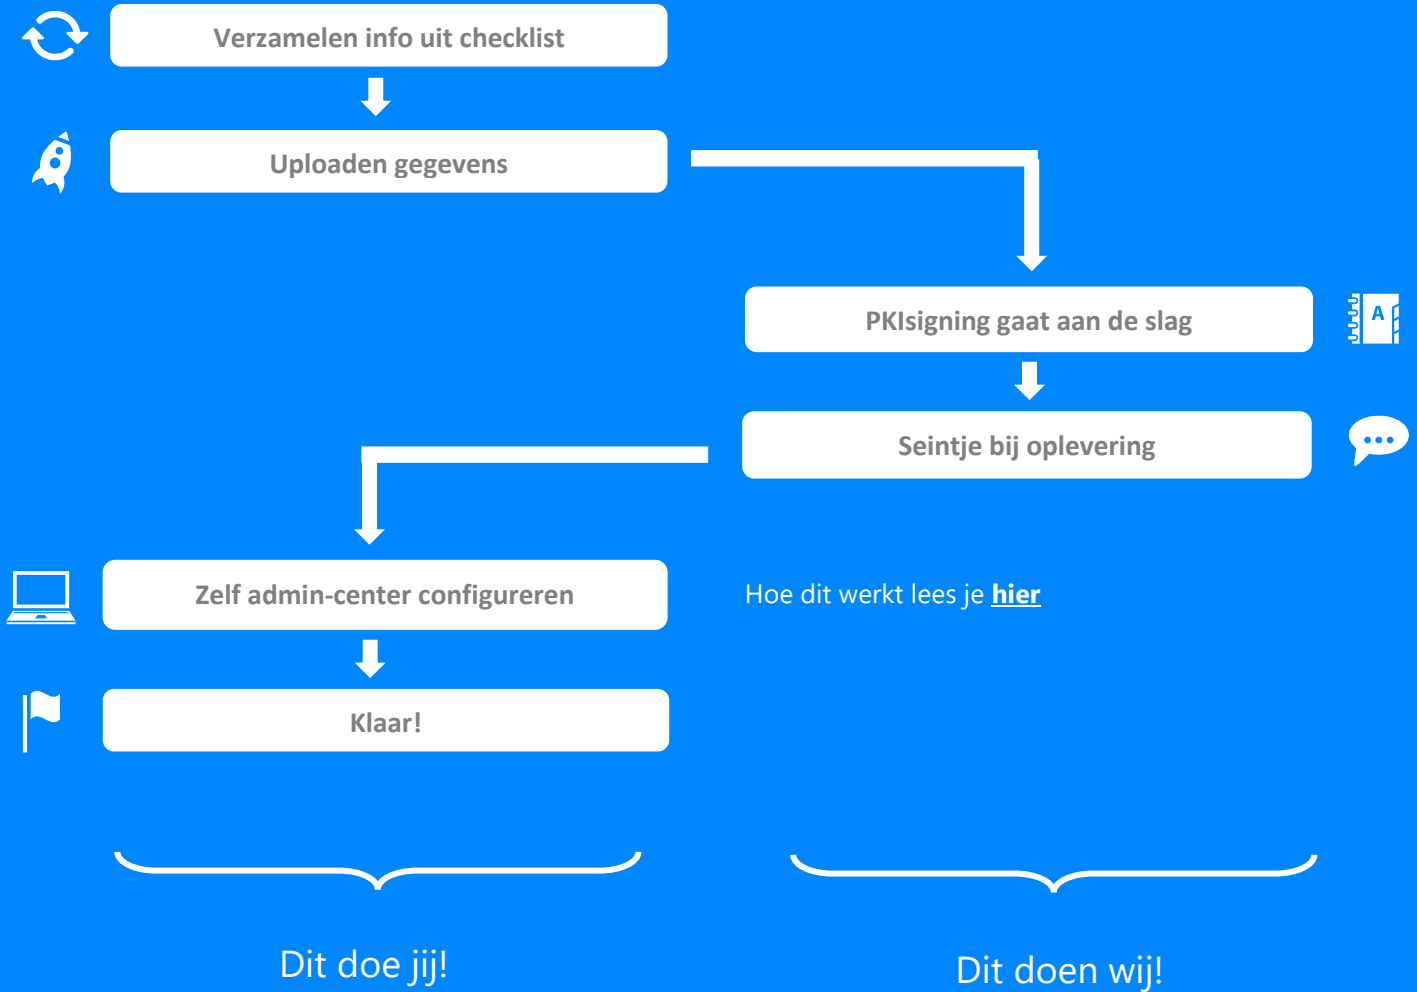 Verzamelen info uit checklist
Uploaden gegevens
PKIsigning gaat aan de slag
A
Seintje bij oplevering
Zelf admin-center configureren
Hoe dit werkt lees je hier
Klaar!
Dit doe jij!
Dit doen wij!